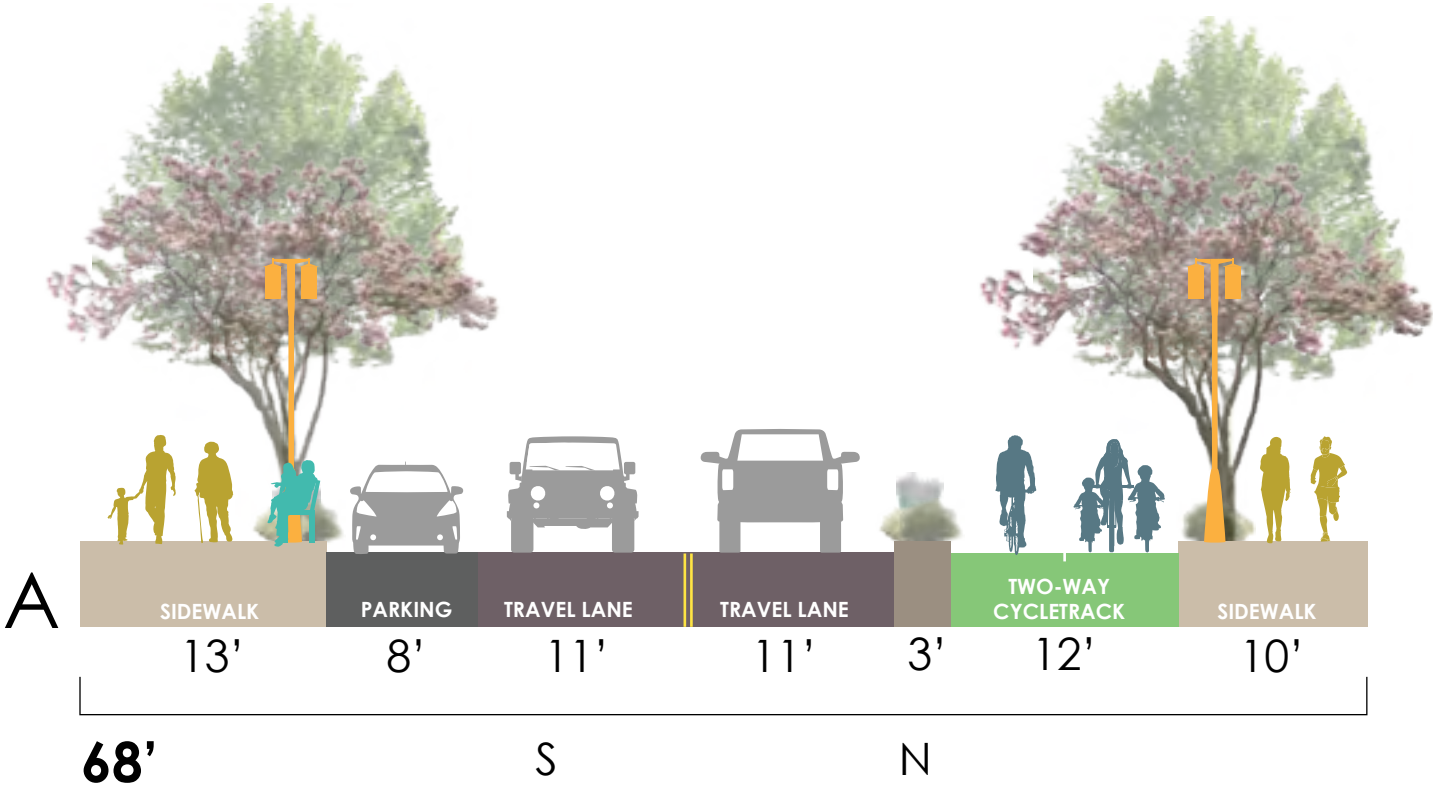 A
SIDEWALK
PARKING
TRAVEL LANE
TRAVEL LANE
TWO-WAY
CYCLETRACK
SIDEWALK
13’
8’
11’
11’
3’
12’
10’
68’
S
N